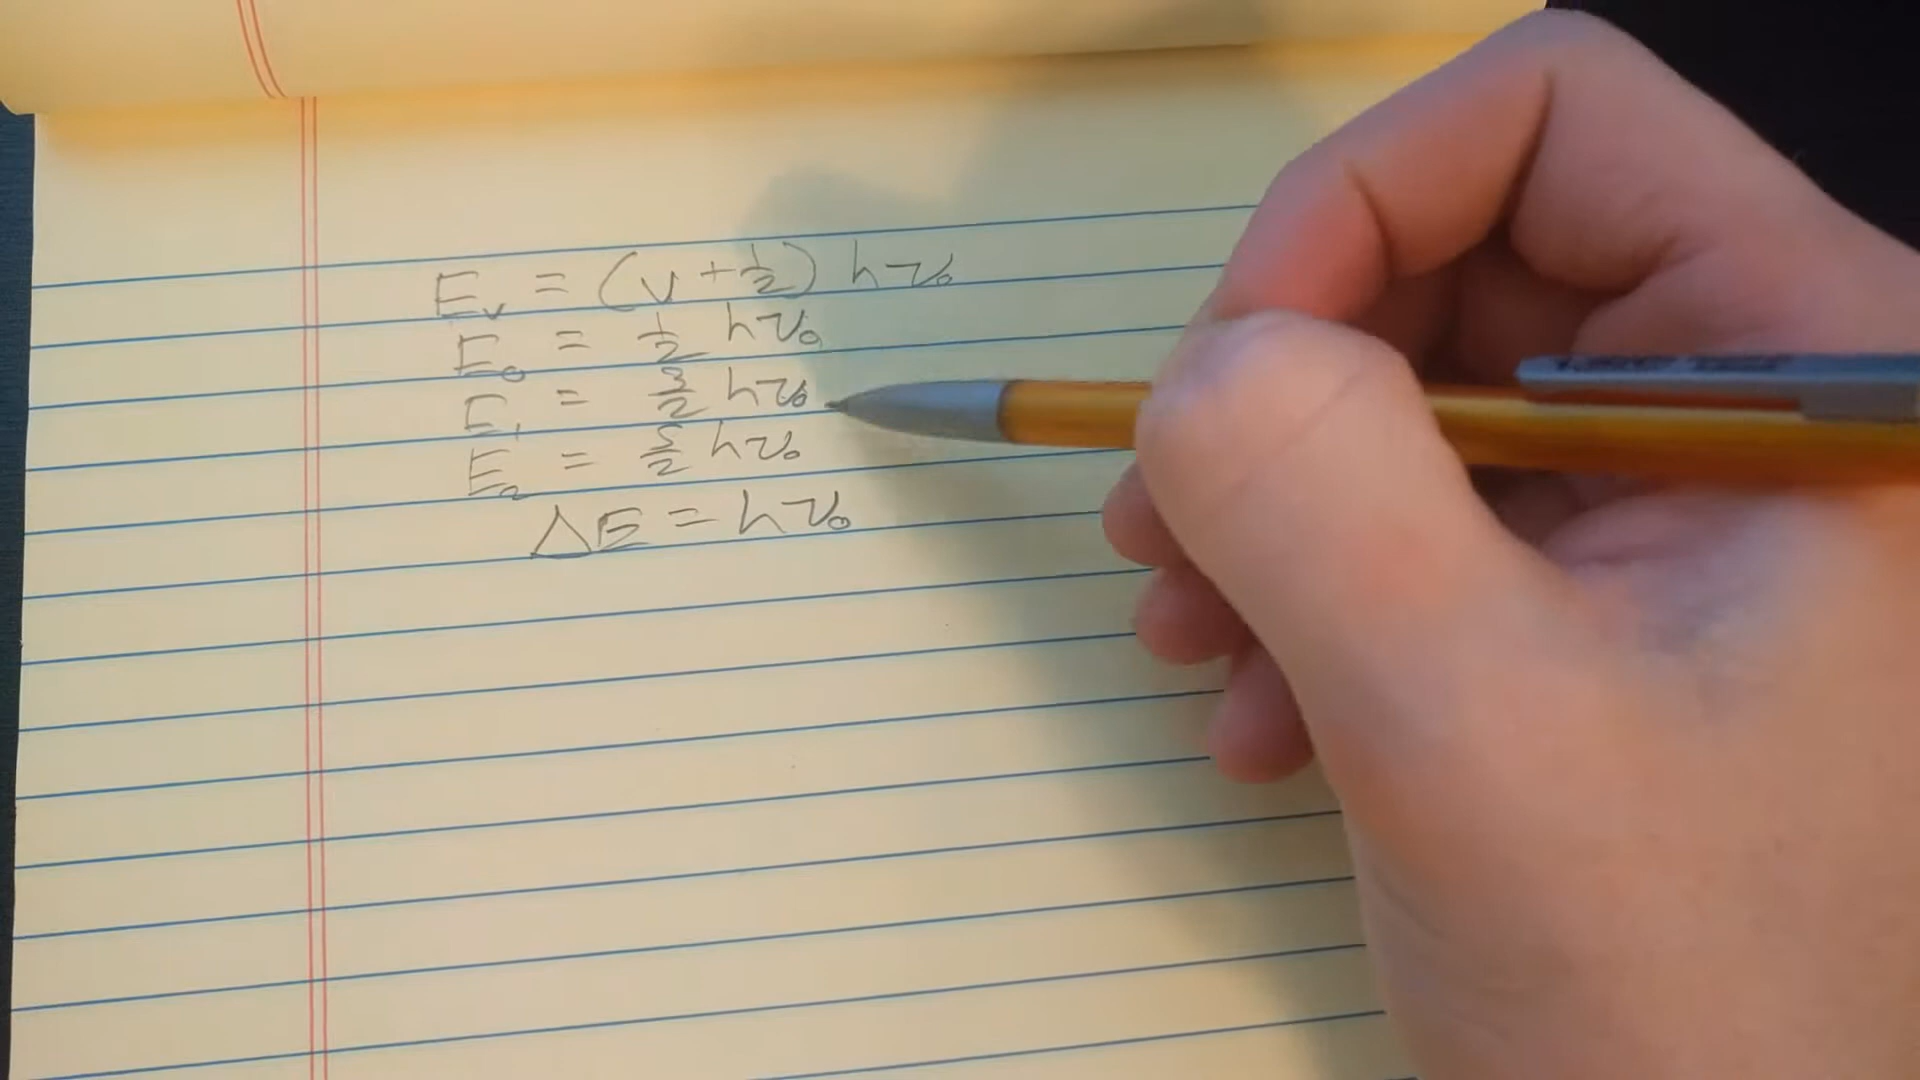 E_v = (v + 1/2) hν₀
E₀ = 1/2 hν₀
E₁ = 3/2 hν₀
E₂ = 5/2 hν₀
ΔE = hν₀